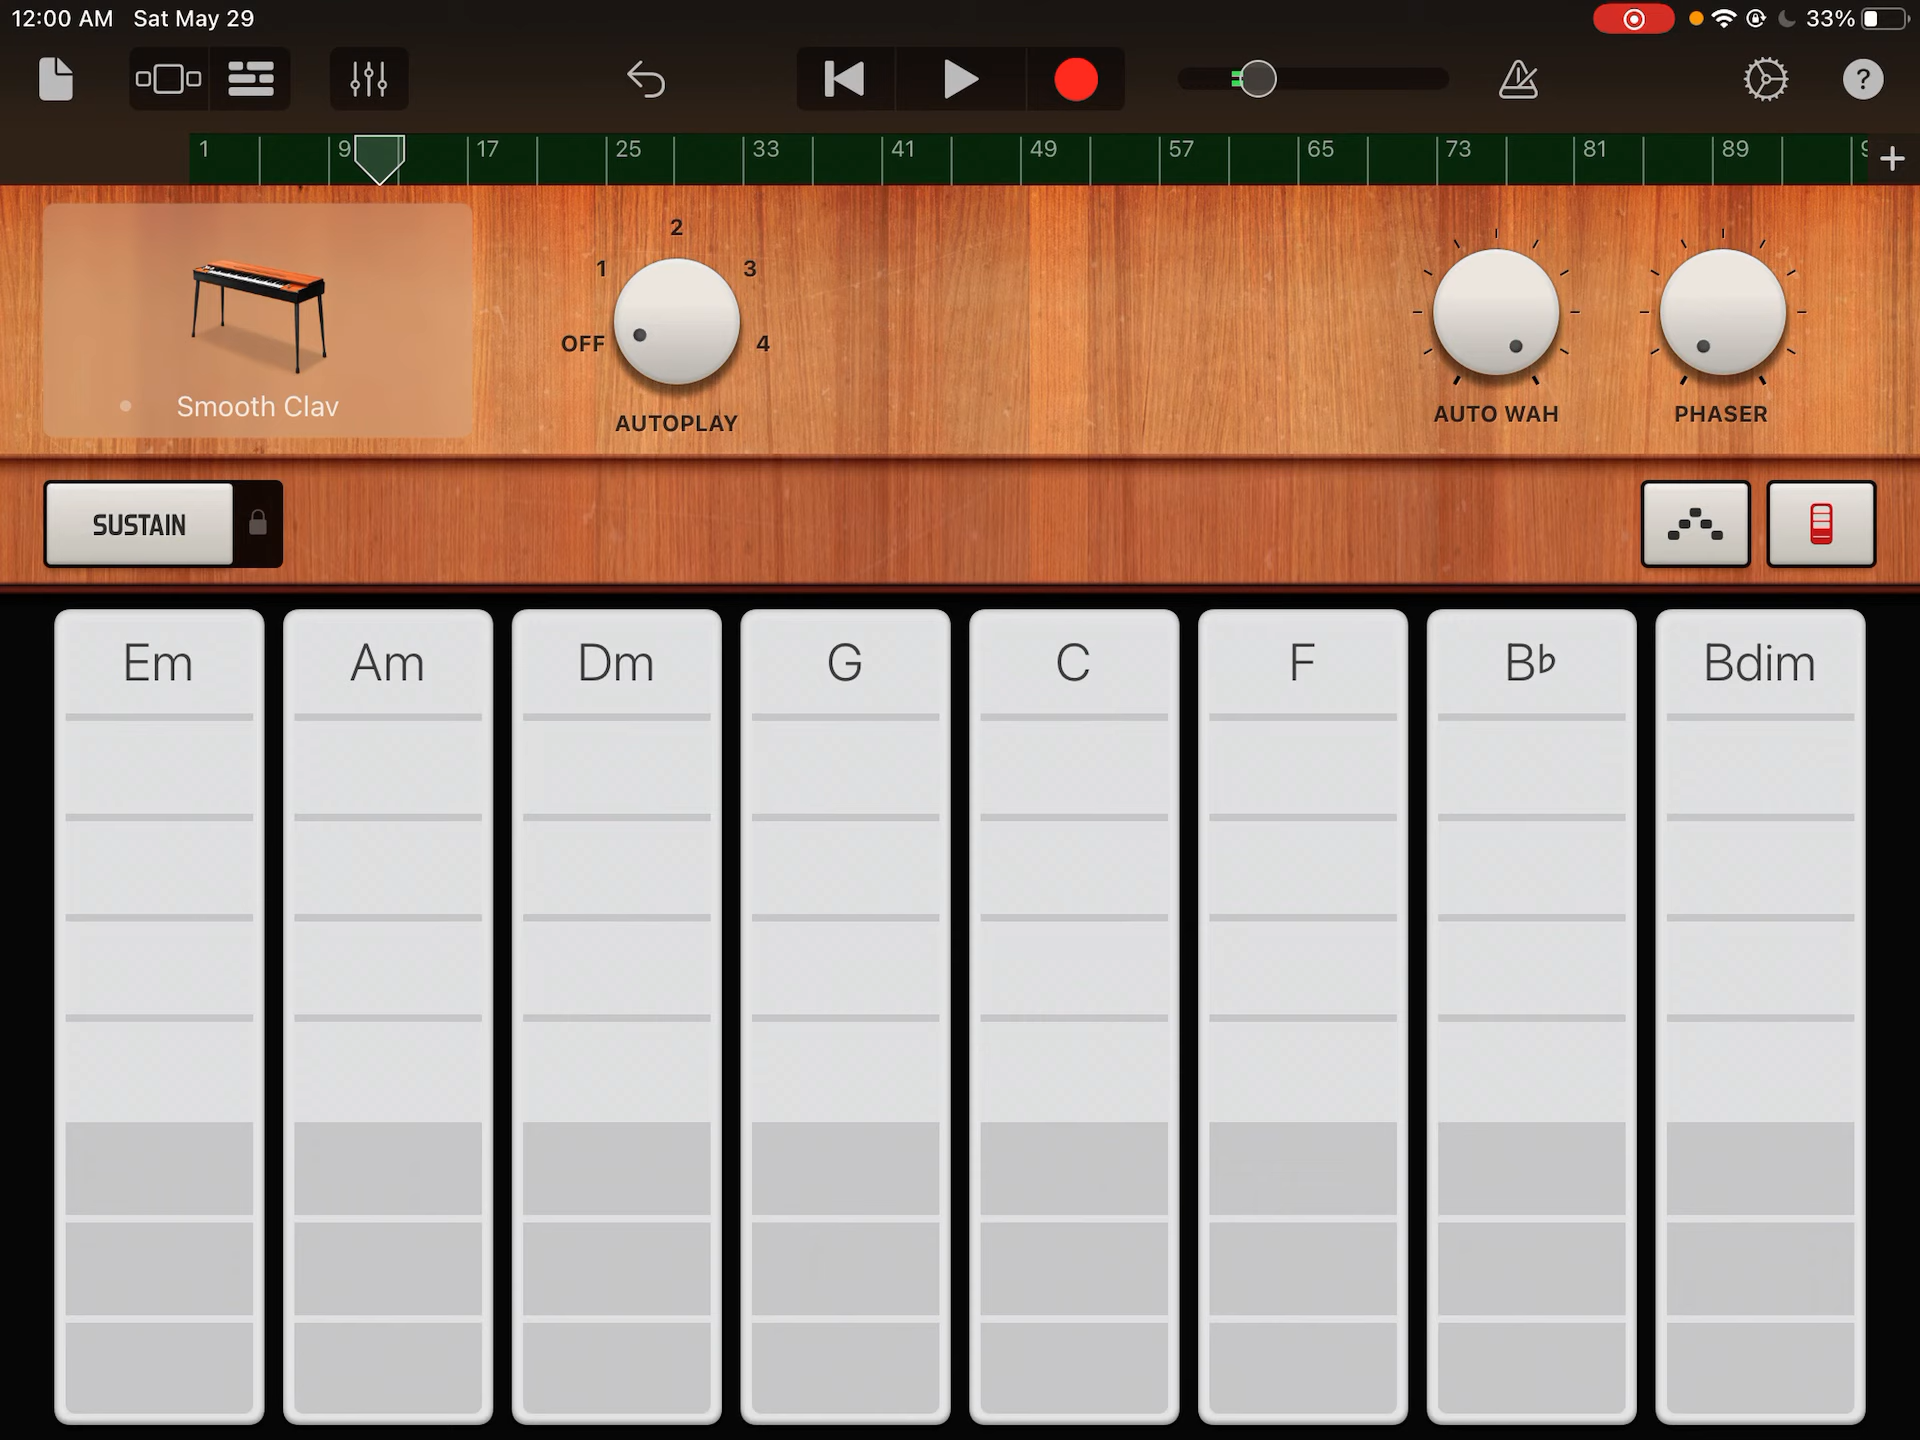 12:00 AM Sat May 29 33%
?
1 9 17 25 33 41 49 57 65 73 81 89 +
2
1 3
OFF 4
Smooth Clav
AUTOPLAY AUTO WAH PHASER
SUSTAIN
Em Am Dm G C F B♭ Bdim